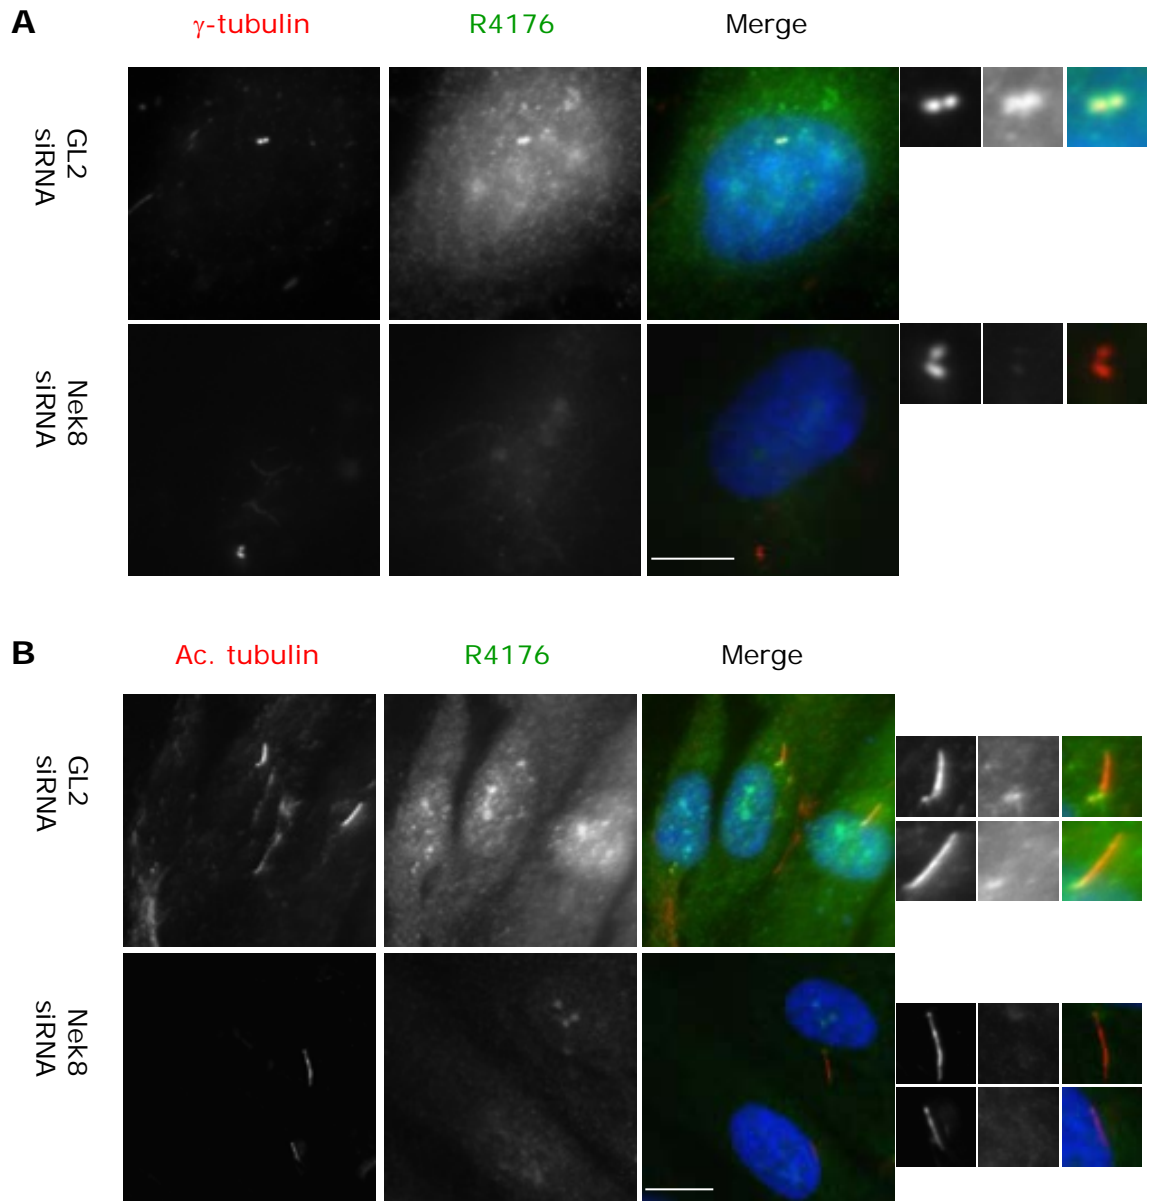 A
γ-tubulin R4176 Merge
GL2
siRNA
Nek8
siRNA
B
Ac. tubulin R4176 Merge
GL2
siRNA
Nek8
siRNA